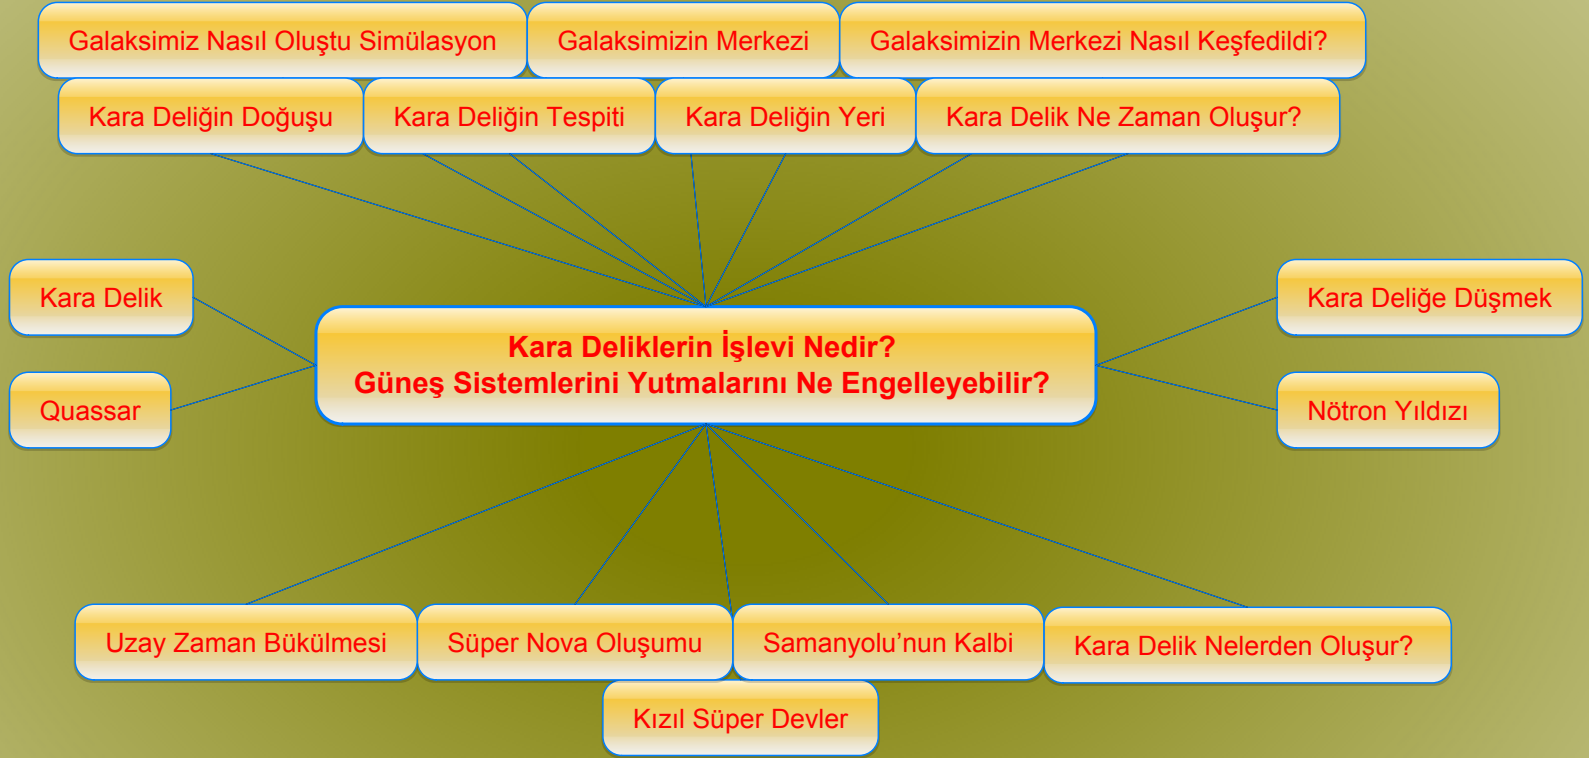 Galaksimiz Nasıl Oluştu Simülasyon
Galaksimizin Merkezi
Galaksimizin Merkezi Nasıl Keşfedildi?
Kara Deliğin Doğuşu
Kara Deliğin Tespiti
Kara Deliğin Yeri
Kara Delik Ne Zaman Oluşur?
Kara Delik
Kara Deliğe Düşmek
Kara Deliklerin İşlevi Nedir?
Güneş Sistemlerini Yutmalarını Ne Engelleyebilir?
Quassar
Nötron Yıldızı
Uzay Zaman Bükülmesi
Süper Nova Oluşumu
Samanyolu’nun Kalbi
Kara Delik Nelerden Oluşur?
Kızıl Süper Devler